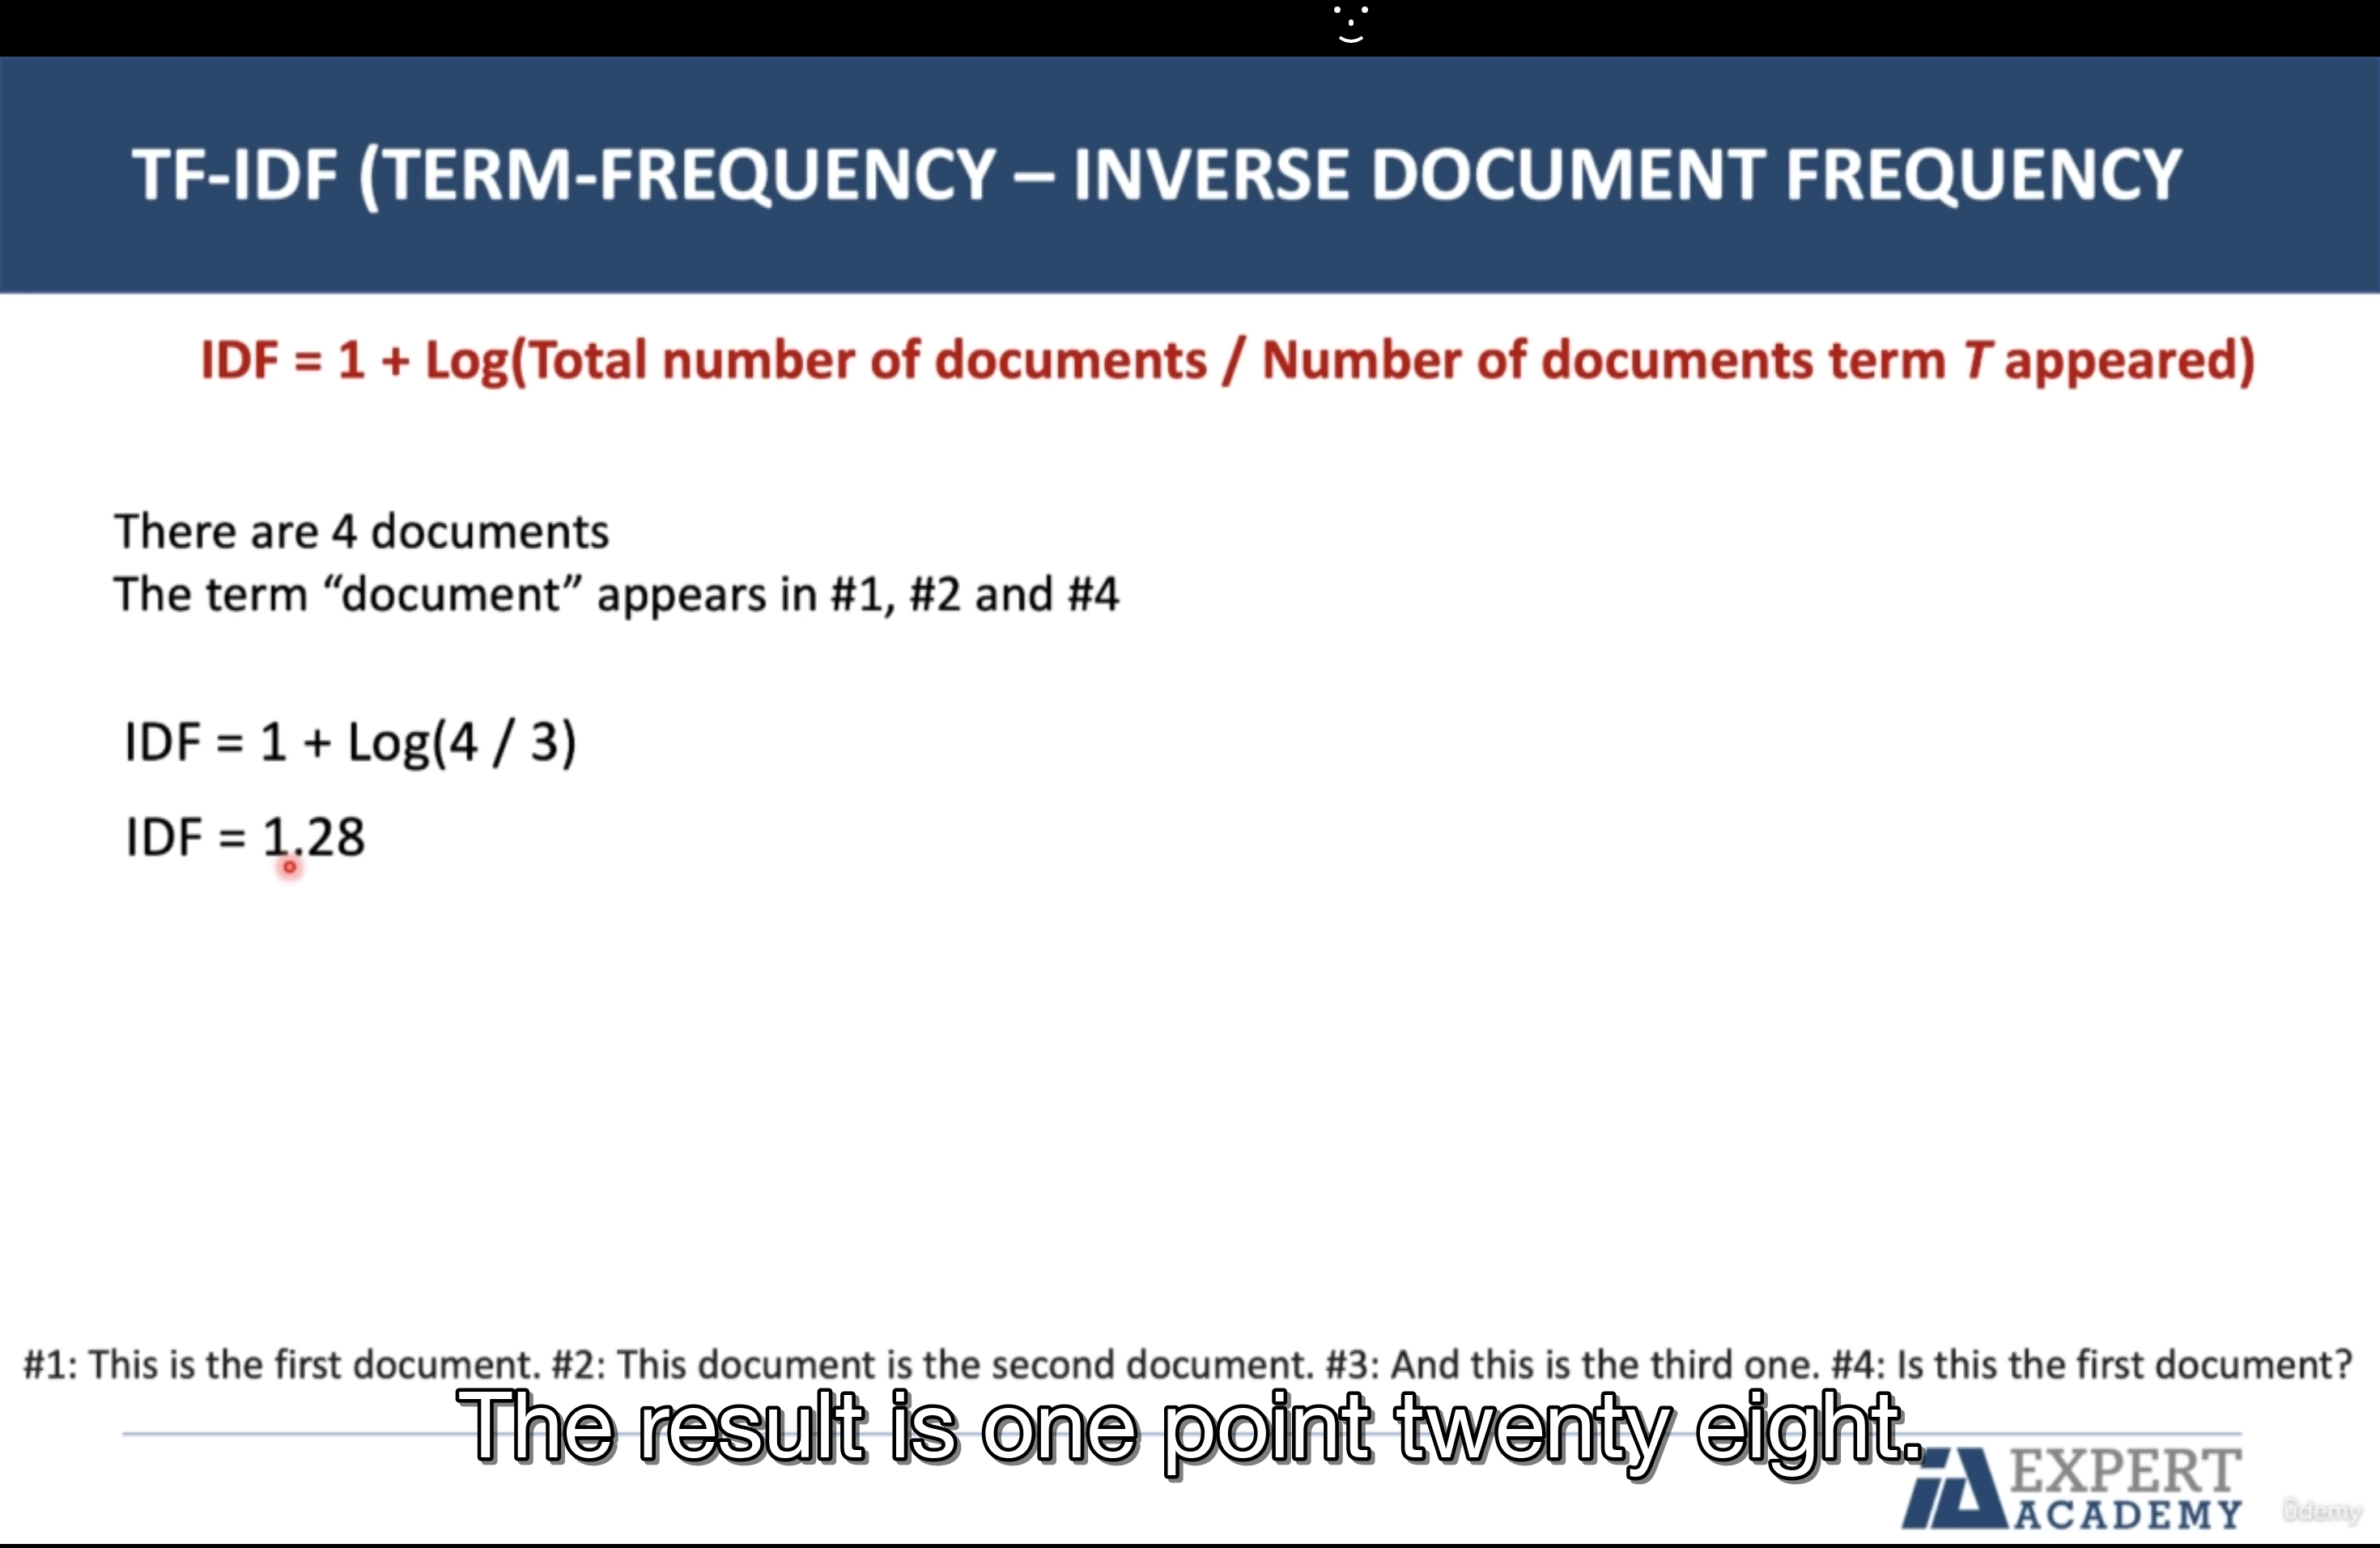 TF-IDF (TERM-FREQUENCY – INVERSE DOCUMENT FREQUENCY
IDF = 1 + Log(Total number of documents / Number of documents term T appeared)
There are 4 documents
The term “document” appears in #1, #2 and #4
IDF = 1 + Log(4 / 3)
IDF = 1.28
#1: This is the first document. #2: This document is the second document. #3: And this is the third one. #4: Is this the first document?
The result is one point twenty eight.
IA EXPERT
ACADEMY
ûdemy